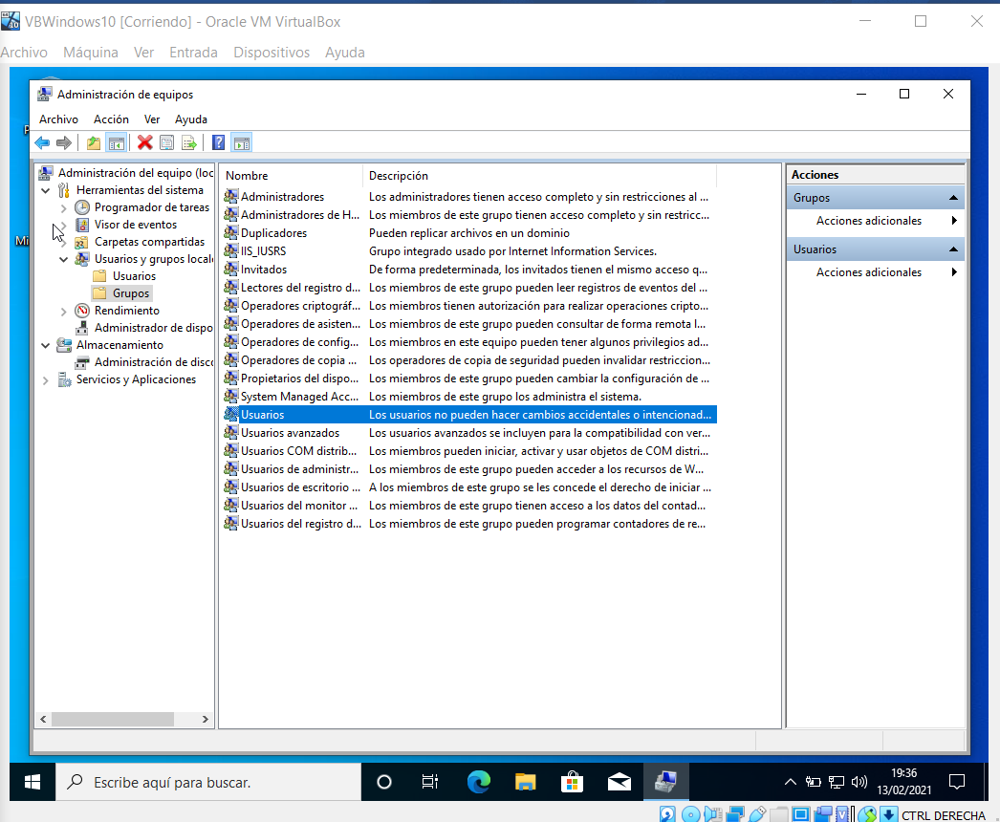 VBWindows10 [Corriendo] - Oracle VM VirtualBox
Archivo Máquina Ver Entrada Dispositivos Ayuda
Administración de equipos
Archivo Acción Ver Ayuda
Administración del equipo (loc
Herramientas del sistema
Programador de tareas
Visor de eventos
Carpetas compartidas
Usuarios y grupos locale
Usuarios
Grupos
Rendimiento
Administrador de dispo
Almacenamiento
Administración de disco
Servicios y Aplicaciones
Nombre Descripción
Administradores Los administradores tienen acceso completo y sin restricciones al ...
Administradores de H... Los miembros de este grupo tienen acceso completo y sin restricc...
Duplicadores Pueden replicar archivos en un dominio
IIS_IUSRS Grupo integrado usado por Internet Information Services.
Invitados De forma predeterminada, los invitados tienen el mismo acceso q...
Lectores del registro d... Los miembros de este grupo pueden leer registros de eventos del ...
Operadores criptográf... Los miembros tienen autorización para realizar operaciones cripto...
Operadores de asisten... Los miembros de este grupo pueden consultar de forma remota l...
Operadores de config... Los miembros en este equipo pueden tener algunos privilegios ad...
Operadores de copia ... Los operadores de copia de seguridad pueden invalidar restriccion...
Propietarios del dispo... Los miembros de este grupo pueden cambiar la configuración de ...
System Managed Acc... Los miembros de este grupo los administra el sistema.
Usuarios Los usuarios no pueden hacer cambios accidentales o intencionad...
Usuarios avanzados Los usuarios avanzados se incluyen para la compatibilidad con ver...
Usuarios COM distrib... Los miembros pueden iniciar, activar y usar objetos de COM distri...
Usuarios de administr... Los miembros de este grupo pueden acceder a los recursos de W...
Usuarios de escritorio ... A los miembros de este grupo se les concede el derecho de iniciar ...
Usuarios del monitor ... Los miembros de este grupo tienen acceso a los datos del contad...
Usuarios del registro d... Los miembros de este grupo pueden programar contadores de re...
Acciones
Grupos
Acciones adicionales
Usuarios
Acciones adicionales
Escribe aquí para buscar.
19:36
13/02/2021
CTRL DERECHA